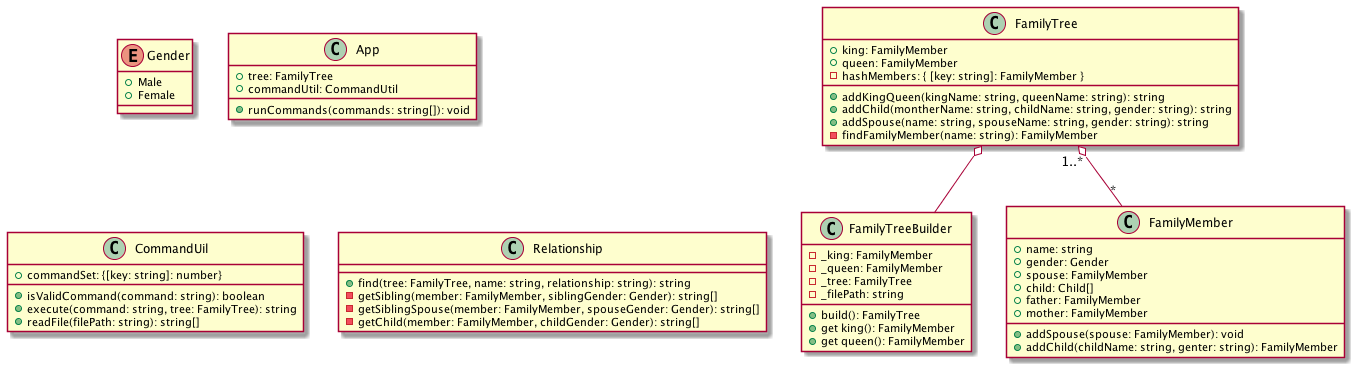 E Gender
Male
Female
C App
tree: FamilyTree
commandUtil: CommandUtil
runCommands(commands: string[]): void
C FamilyTree
king: FamilyMember
queen: FamilyMember
hashMembers: { [key: string]: FamilyMember }
addKingQueen(kingName: string, queenName: string): string
addChild(montherName: string, childName: string, gender: string): string
addSpouse(name: string, spouseName: string, gender: string): string
findFamilyMember(name: string): FamilyMember
1..*
*
C CommandUil
commandSet: {[key: string]: number}
isValidCommand(command: string): boolean
execute(command: string, tree: FamilyTree): string
readFile(filePath: string): string[]
C Relationship
find(tree: FamilyTree, name: string, relationship: string): string
getSibling(member: FamilyMember, siblingGender: Gender): string[]
getSiblingSpouse(member: FamilyMember, spouseGender: Gender): string[]
getChild(member: FamilyMember, childGender: Gender): string[]
C FamilyTreeBuilder
_king: FamilyMember
_queen: FamilyMember
_tree: FamilyTree
_filePath: string
build(): FamilyTree
get king(): FamilyMember
get queen(): FamilyMember
C FamilyMember
name: string
gender: Gender
spouse: FamilyMember
child: Child[]
father: FamilyMember
mother: FamilyMember
addSpouse(spouse: FamilyMember): void
addChild(childName: string, genter: string): FamilyMember